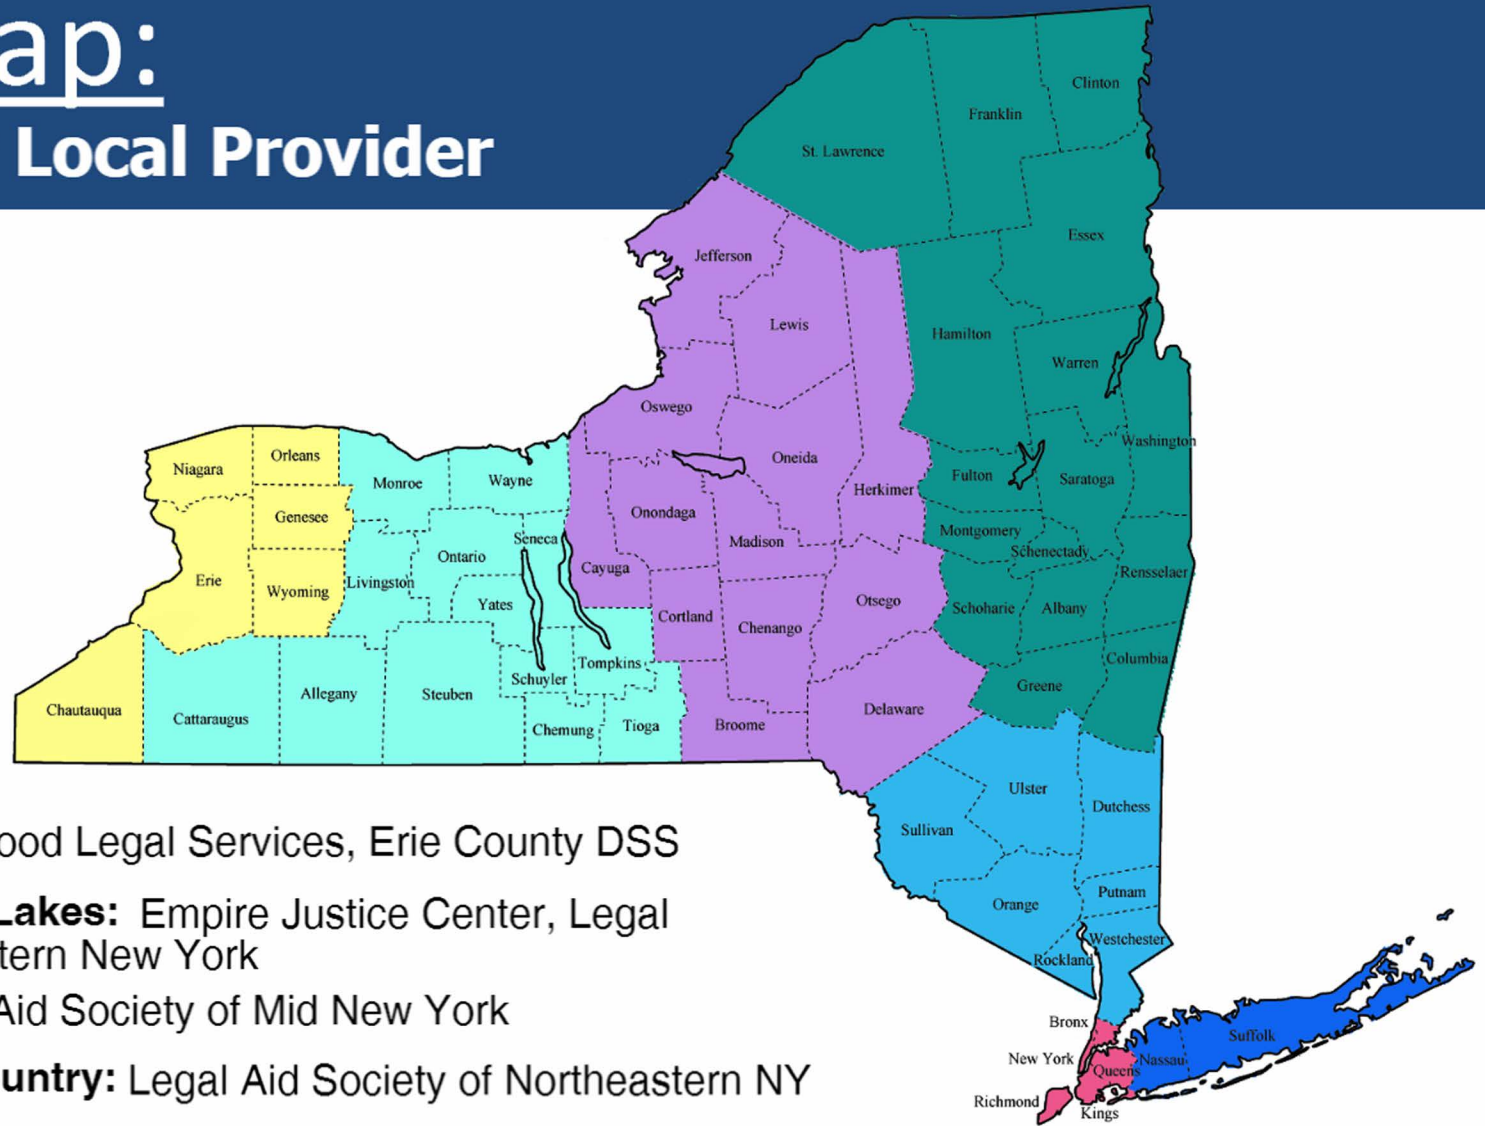 ap:
Local Provider
Clinton
Franklin
St. Lawrence
Essex
Jefferson
Lewis
Hamilton
Warren
Oswego
Washington
Niagara
Orleans
Monroe
Wayne
Oneida
Herkimer
Fulton
Saratoga
Genesee
Onondaga
Madison
Montgomery
Seneca
Schenectady
Erie
Wyoming
Livingston
Ontario
Cayuga
Rensselaer
Yates
Cortland
Chenango
Otsego
Schoharie
Albany
Chautauqua
Cattaraugus
Allegany
Steuben
Schuyler
Tompkins
Columbia
Greene
Chemung
Tioga
Broome
Delaware
Ulster
Dutchess
Sullivan
Orange
Putnam
Westchester
Rockland
Bronx
New York
Queens
Nassau
Suffolk
Richmond
Kings
ood Legal Services, Erie County DSS
Lakes: Empire Justice Center, Legal
tern New York
Aid Society of Mid New York
untry: Legal Aid Society of Northeastern NY